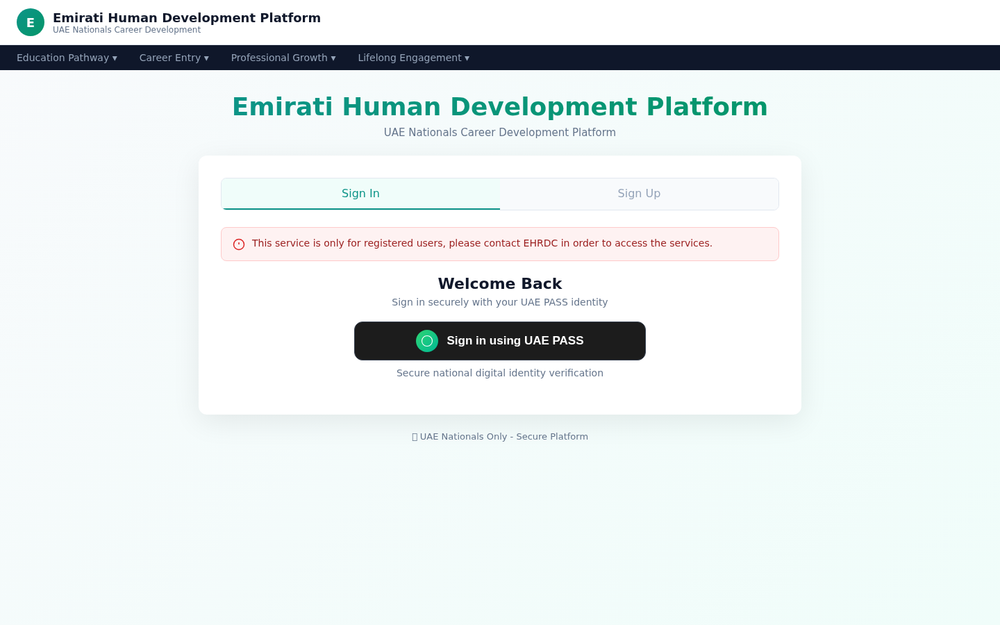 E
Emirati Human Development Platform
UAE Nationals Career Development
Education Pathway ▾ Career Entry ▾ Professional Growth ▾ Lifelong Engagement ▾
Emirati Human Development Platform
UAE Nationals Career Development Platform
Sign In Sign Up
This service is only for registered users, please contact EHRDC in order to access the services.
Welcome Back
Sign in securely with your UAE PASS identity
Sign in using UAE PASS
Secure national digital identity verification
UAE Nationals Only - Secure Platform